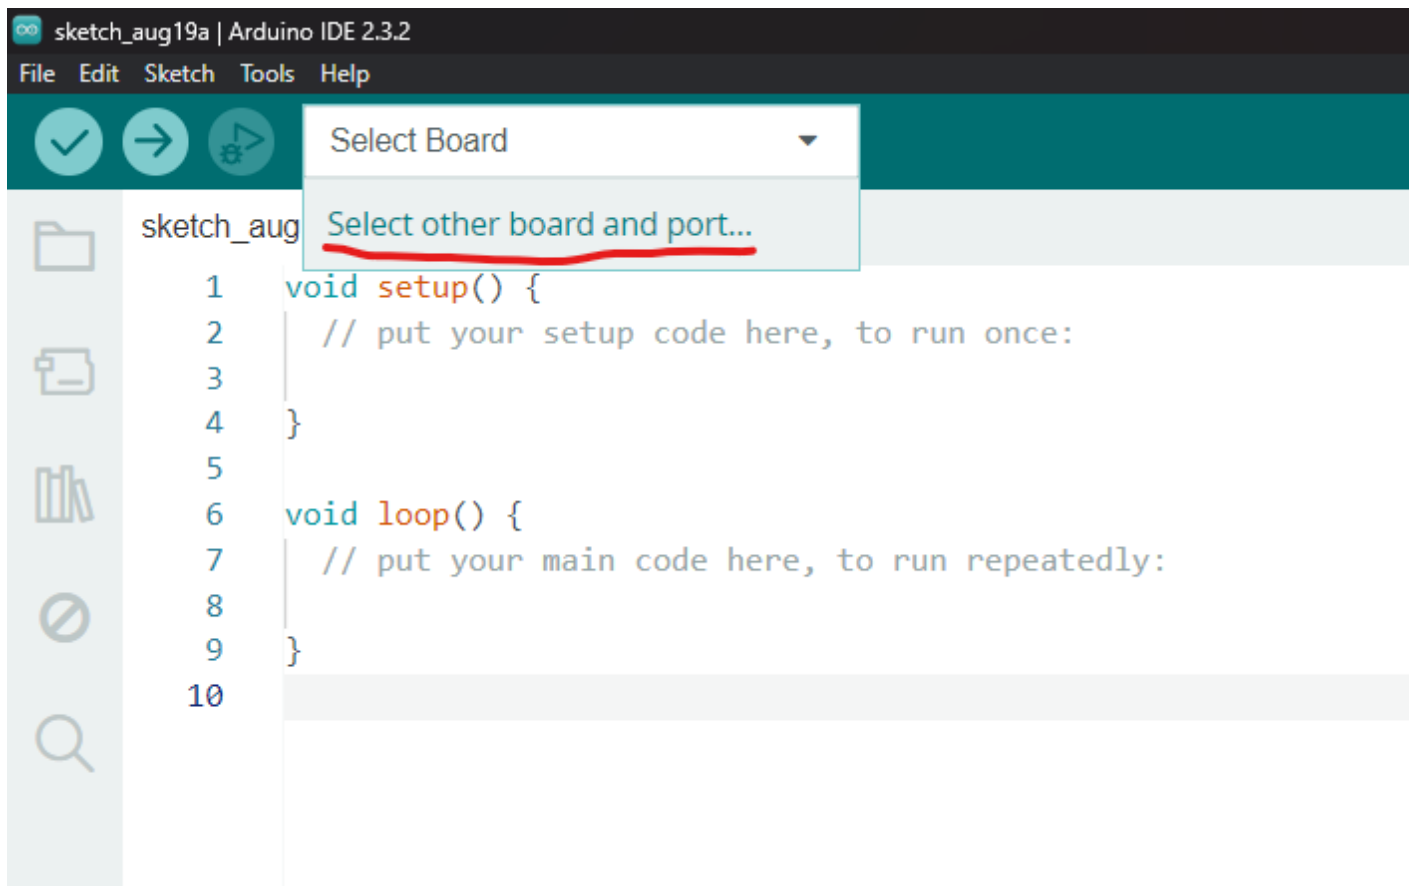 sketch_aug19a | Arduino IDE 2.3.2
File Edit Sketch Tools Help
Select Board
Select other board and port...
sketch_aug
1 void setup() {
2 // put your setup code here, to run once:
3
4 }
5
6 void loop() {
7 // put your main code here, to run repeatedly:
8
9 }
10